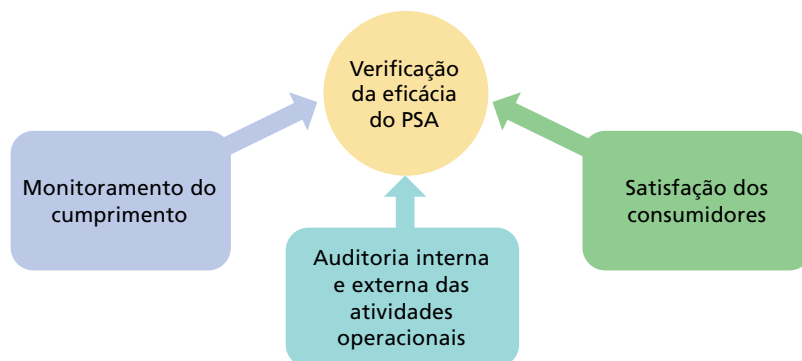 Verificação
da eficácia
do PSA
Monitoramento do
cumprimento
Auditoria interna
e externa das
atividades
operacionais
Satisfação dos
consumidores